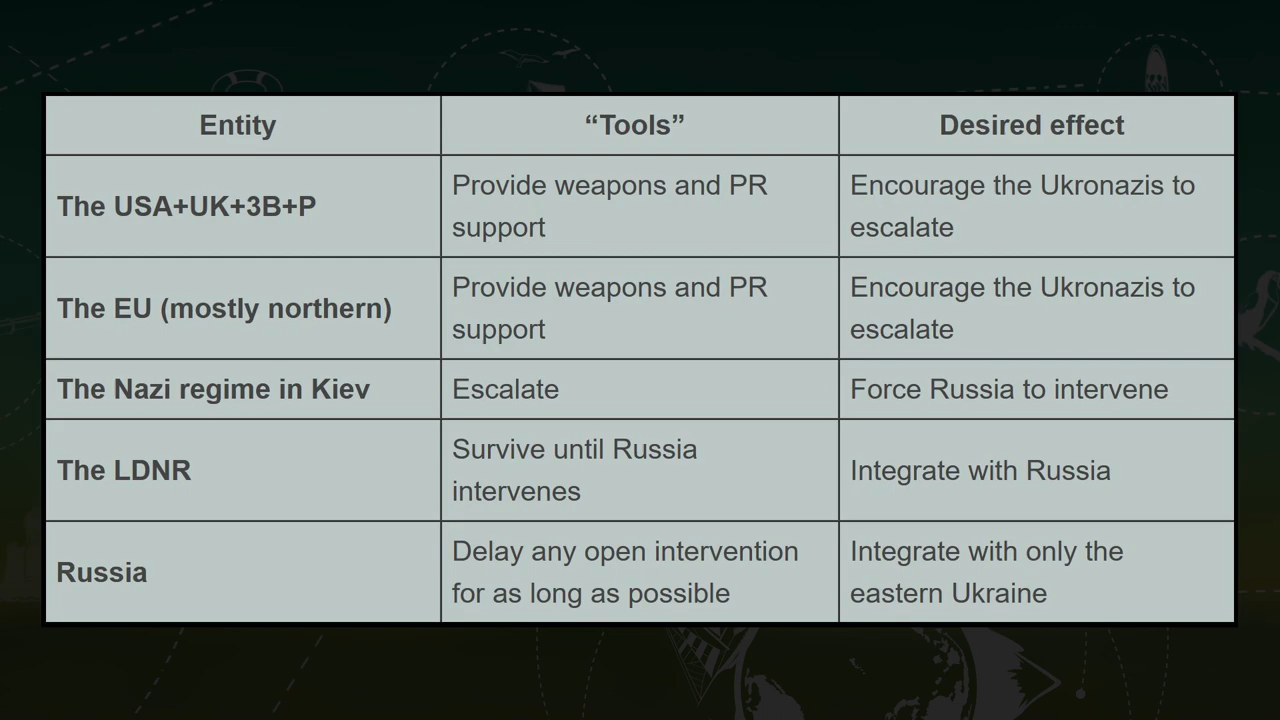 Entity
“Tools”
Desired effect
The USA+UK+3B+P
Provide weapons and PR
support
Encourage the Ukronazis to
escalate
The EU (mostly northern)
Provide weapons and PR
support
Encourage the Ukronazis to
escalate
The Nazi regime in Kiev
Escalate
Force Russia to intervene
The LDNR
Survive until Russia
intervenes
Integrate with Russia
Russia
Delay any open intervention
for as long as possible
Integrate with only the
eastern Ukraine